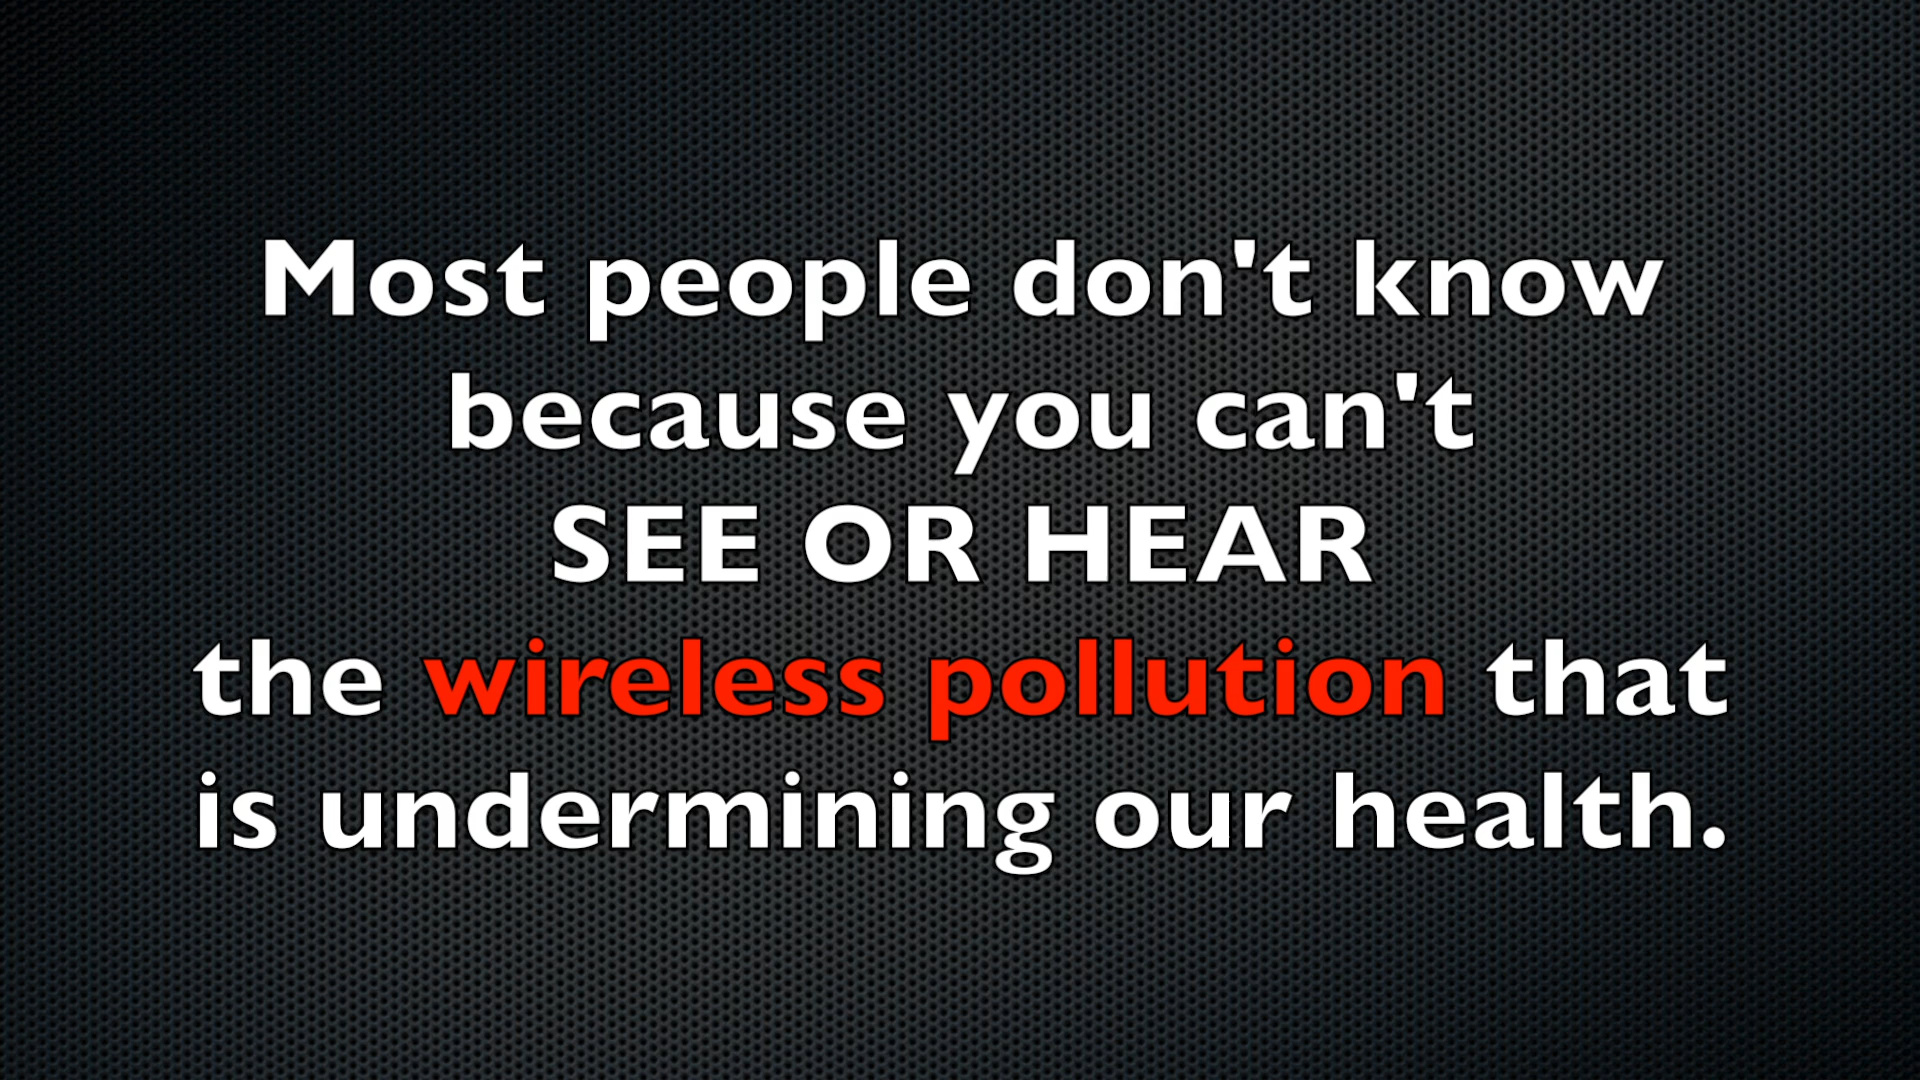 Most people don't know
because you can't
SEE OR HEAR
the wireless pollution that
is undermining our health.